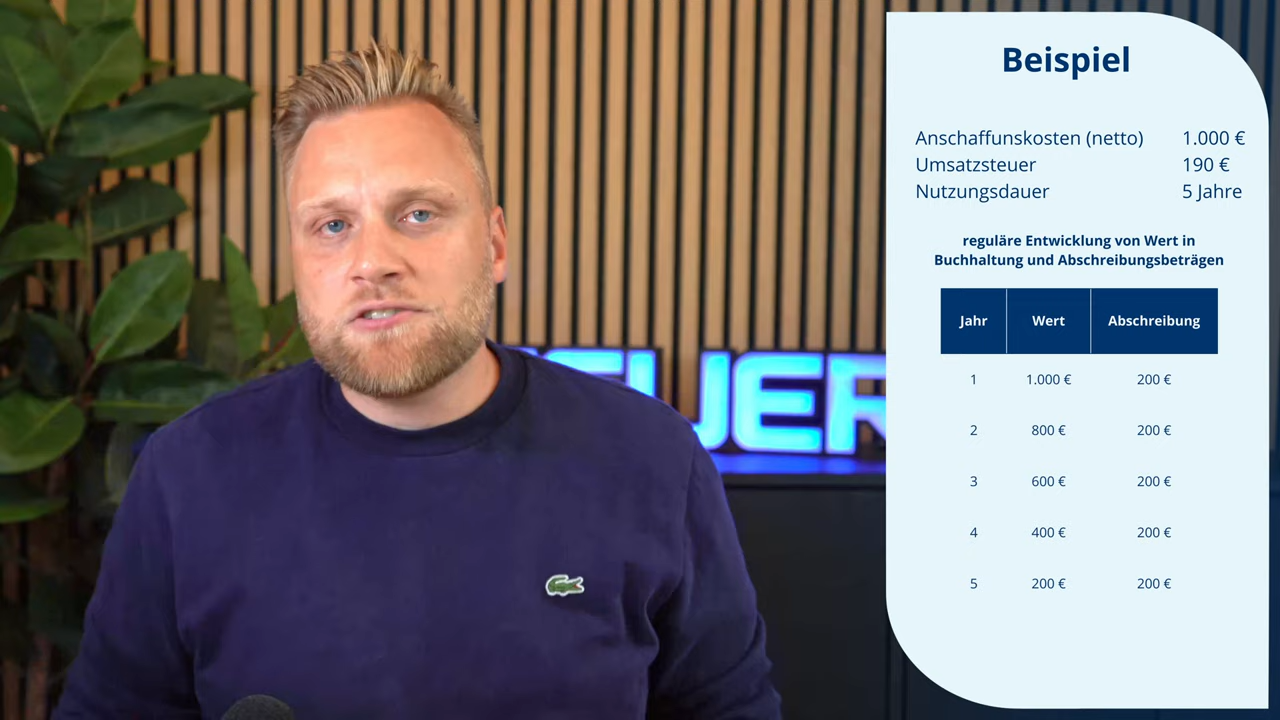 Beispiel
Anschaffunskosten (netto) 1.000 €
Umsatzsteuer 190 €
Nutzungsdauer 5 Jahre
reguläre Entwicklung von Wert in
Buchhaltung und Abschreibungsbeträgen
Jahr Wert Abschreibung
1 1.000 € 200 €
2 800 € 200 €
3 600 € 200 €
4 400 € 200 €
5 200 € 200 €
EUER